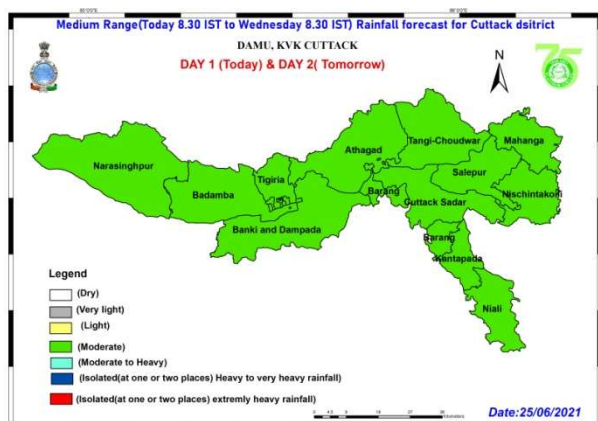 Medium Range(Today 8.30 IST to Wednesday 8.30 IST) Rainfall forecast for Cuttack dsitrict
DAMU, KVK CUTTACK
DAY 1 (Today) & DAY 2( Tomorrow)
N
75
Tangi-Choudwar
Mahanga
Athagad
Narasinghpur
Salepur
Tigiria
Badamba
Barang
Nischintakoili
Cuttack Sadar
Banki and Dampada
Barang
Kantapada
Niali
Legend
(Dry)
(Very light)
(Light)
(Moderate)
(Moderate to Heavy)
(Isolated(at one or two places) Heavy to very heavy rainfall)
(Isolated(at one or two places) extremly heavy rainfall)
Date:25/06/2021